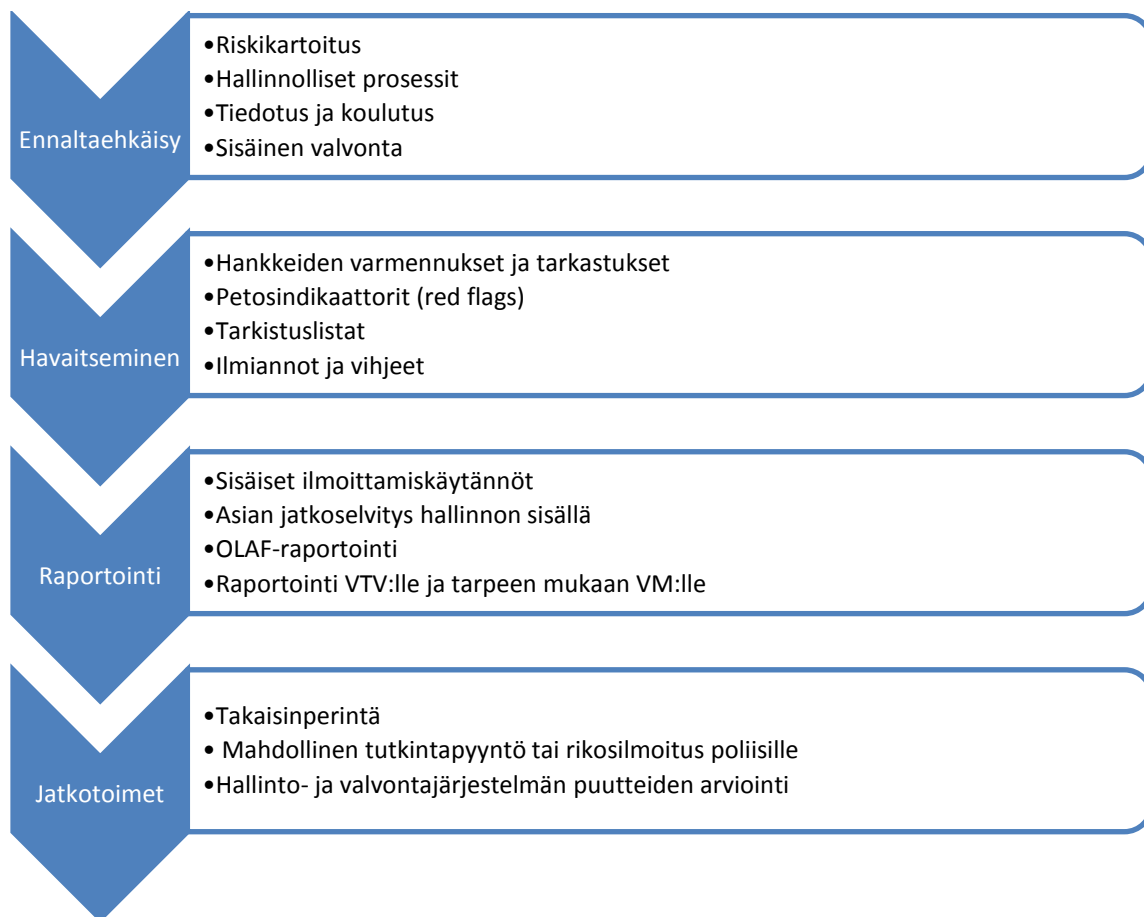 Ennaltaehkäisy
•Riskikartoitus
•Hallinnolliset prosessit
•Tiedotus ja koulutus
•Sisäinen valvonta
Havaitseminen
•Hankkeiden varmennukset ja tarkastukset
•Petosindikaattorit (red flags)
•Tarkistuslistat
•Ilmiannot ja vihjeet
Raportointi
•Sisäiset ilmoittamiskäytännöt
•Asian jatkoselvitys hallinnon sisällä
•OLAF-raportointi
•Raportointi VTV:lle ja tarpeen mukaan VM:lle
Jatkotoimet
•Takaisinperintä
• Mahdollinen tutkintapyyntö tai rikosilmoitus poliisille
•Hallinto- ja valvontajärjestelmän puutteiden arviointi